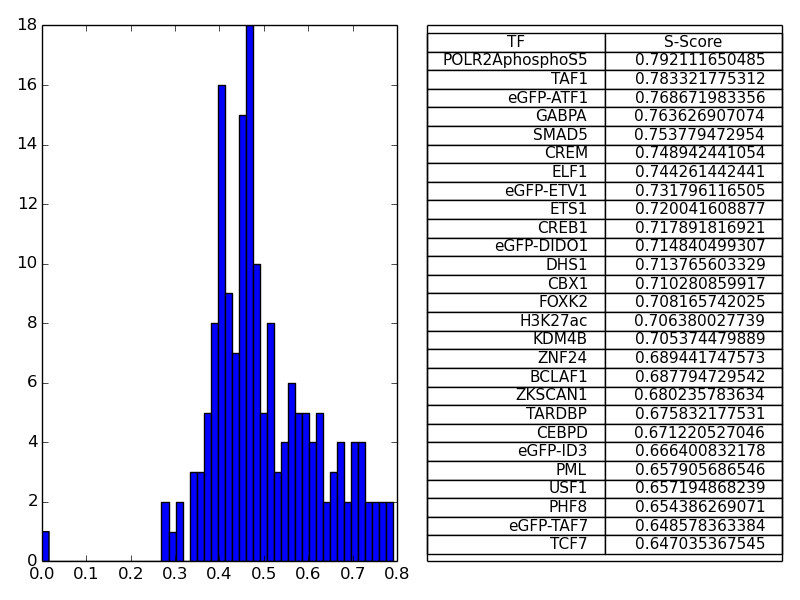 18
16
14
12
10
8
6
4
2
0
0.0 0.1 0.2 0.3 0.4 0.5 0.6 0.7 0.8
TF S-Score
POLR2AphosphoS5 0.792111650485
TAF1 0.783321775312
eGFP-ATF1 0.768671983356
GABPA 0.763626907074
SMAD5 0.753779472954
CREM 0.748942441054
ELF1 0.744261442441
eGFP-ETV1 0.731796116505
ETS1 0.720041608877
CREB1 0.717891816921
eGFP-DIDO1 0.714840499307
DHS1 0.713765603329
CBX1 0.710280859917
FOXK2 0.708165742025
H3K27ac 0.706380027739
KDM4B 0.705374479889
ZNF24 0.689441747573
BCLAF1 0.687794729542
ZKSCAN1 0.680235783634
TARDBP 0.675832177531
CEBPD 0.671220527046
eGFP-ID3 0.666400832178
PML 0.657905686546
USF1 0.657194868239
PHF8 0.654386269071
eGFP-TAF7 0.648578363384
TCF7 0.647035367545